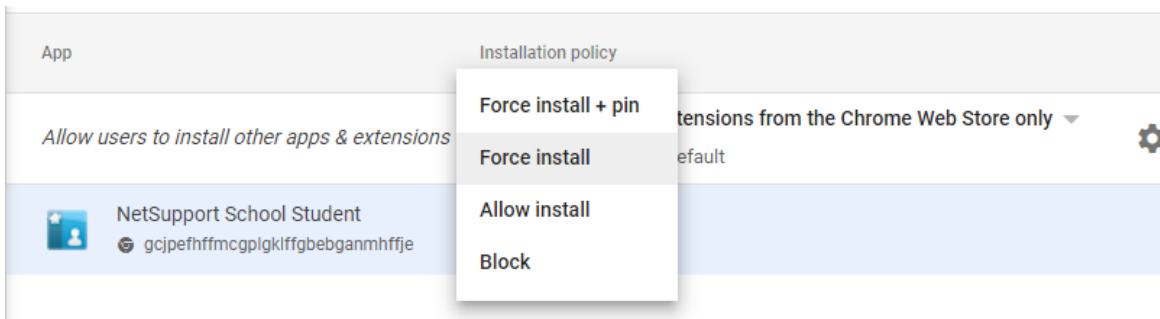 App
Installation policy
Force install + pin
Allow users to install other apps & extensions
tensions from the Chrome Web Store only
Force install
efault
NetSupport School Student
Allow install
gcjpefhffmcgplgklffgbebganmhffje
Block